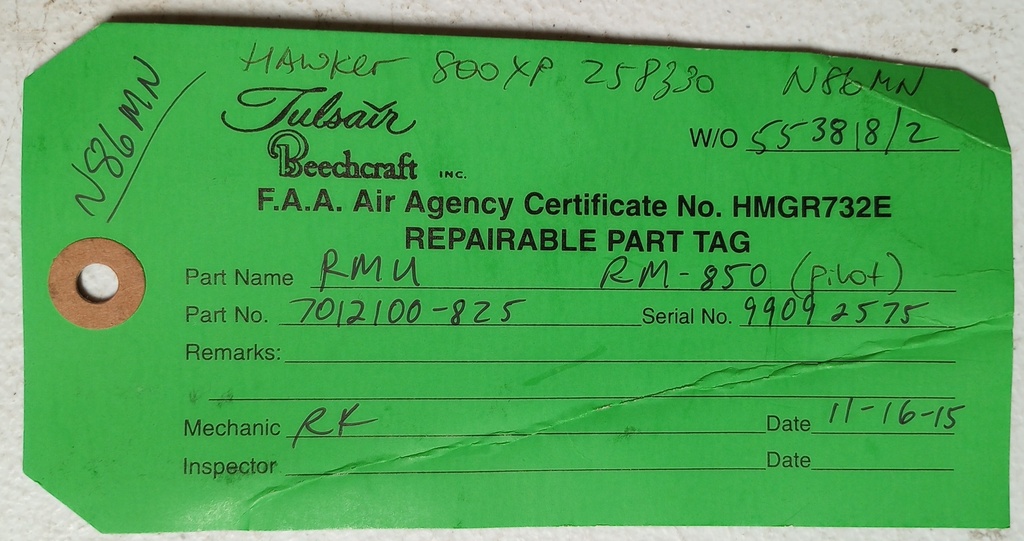 HAWKer 800XP 258330 N86MN
N86MN
Tulsair
Beechcraft INC.
W/O 553818/2
F.A.A. Air Agency Certificate No. HMGR732E
REPAIRABLE PART TAG
Part Name RMU RM-850 (pilot)
Part No. 7012100-825 Serial No. 99092575
Remarks:
Mechanic RK Date 11-16-15
Inspector Date